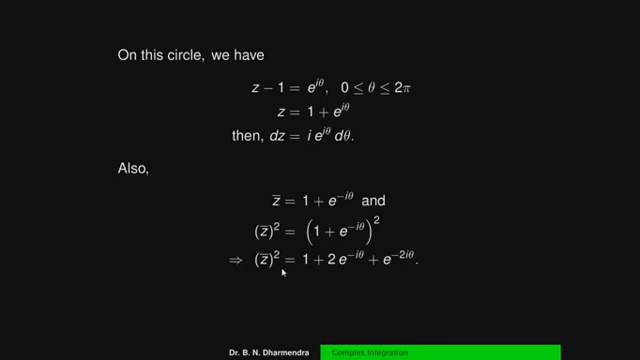 On this circle, we have
z − 1 = e^{iθ}, 0 ≤ θ ≤ 2π
z = 1 + e^{iθ}
then, dz = i e^{iθ} dθ.
Also,
z̅ = 1 + e^{−iθ} and
(z̅)² = (1 + e^{−iθ})²
⇒ (z̅)² = 1 + 2 e^{−iθ} + e^{−2iθ}.
Dr. B. N. Dharmendra Complex Integration